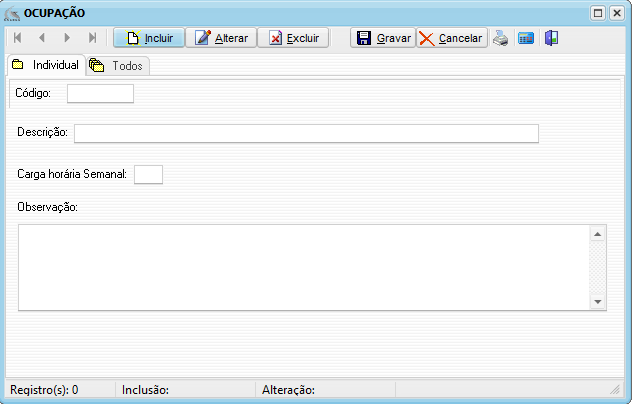 OCUPAÇÃO
Incluir Alterar Excluir Gravar Cancelar
Individual Todos
Código:
Descrição:
Carga horária Semanal:
Observação:
Registro(s): 0 Inclusão: Alteração: